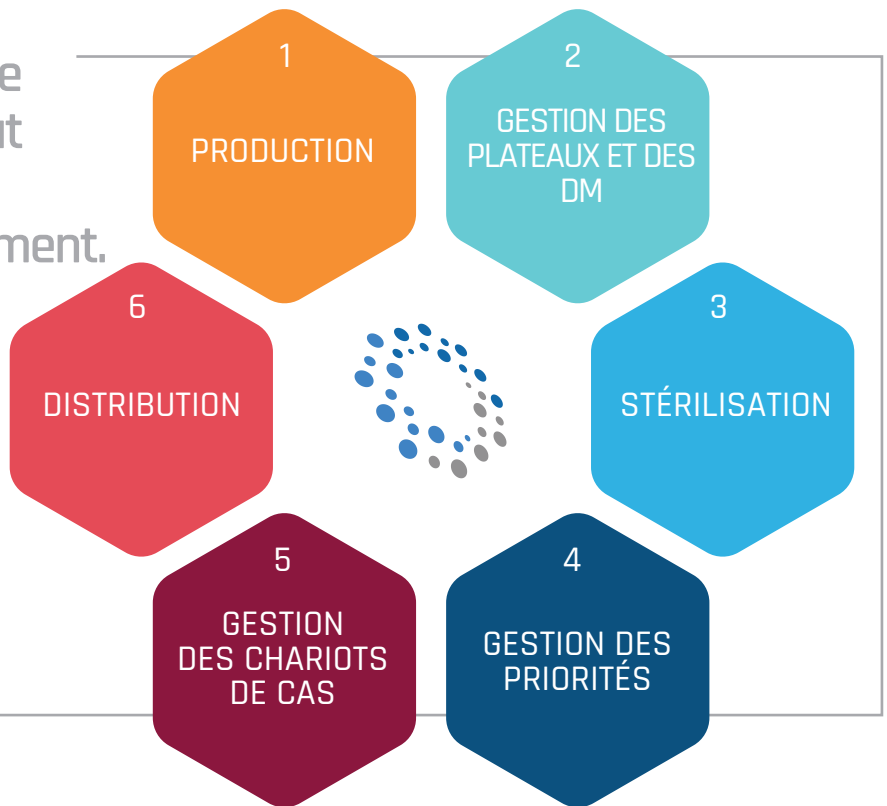 ment.
1
PRODUCTION
2
GESTION DES
PLATEAUX ET DES
DM
3
STÉRILISATION
4
GESTION DES
PRIORITÉS
5
GESTION
DES CHARIOTS
DE CAS
6
DISTRIBUTION